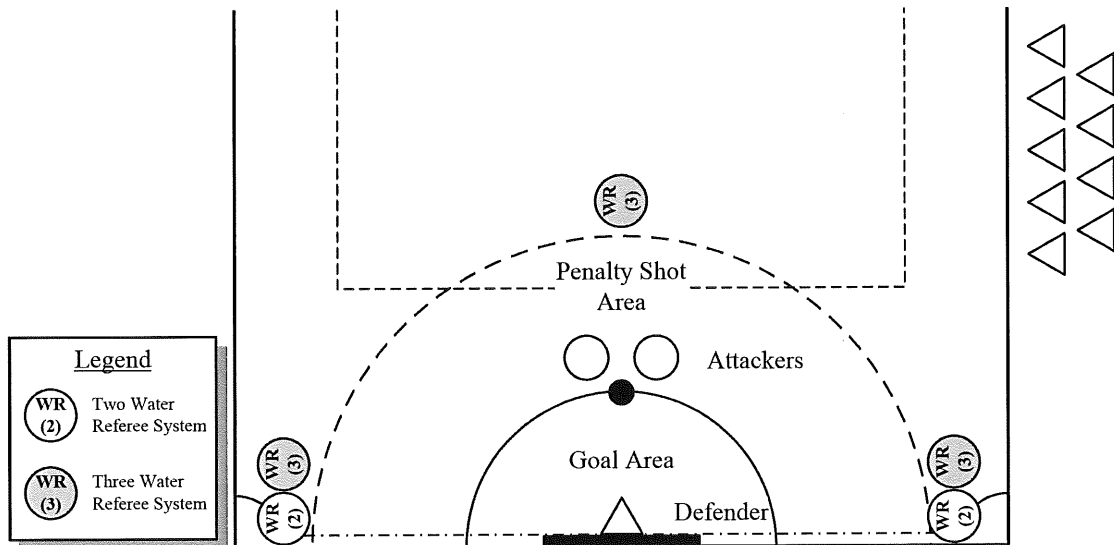 WR
(3)
Penalty Shot
Area
Attackers
Legend
WR
(2)
Two Water
Referee System
WR
(3)
Three Water
Referee System
WR
(3)
WR
(2)
Goal Area
Defender
WR
(3)
WR
(2)